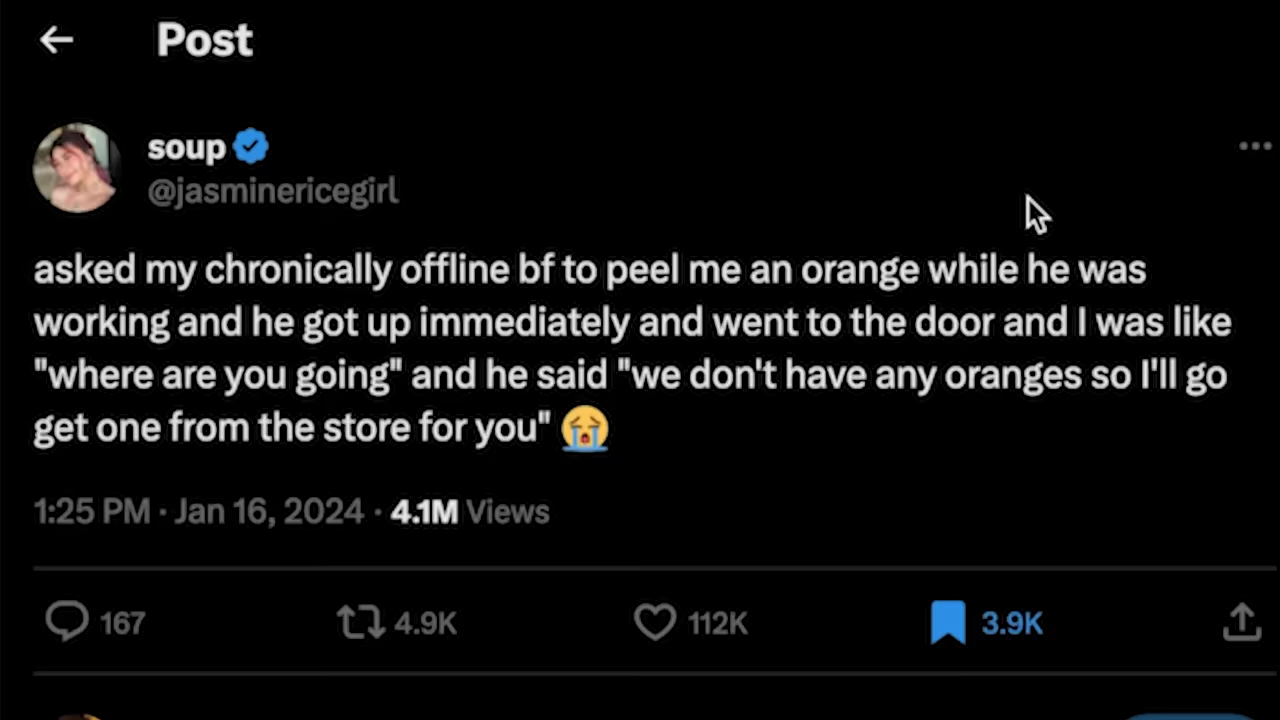 Post
soup
@jasminericegirl
asked my chronically offline bf to peel me an orange while he was
working and he got up immediately and went to the door and I was like
"where are you going" and he said "we don't have any oranges so I'll go
get one from the store for you" 😭
1:25 PM · Jan 16, 2024 · 4.1M Views
167 4.9K 112K 3.9K